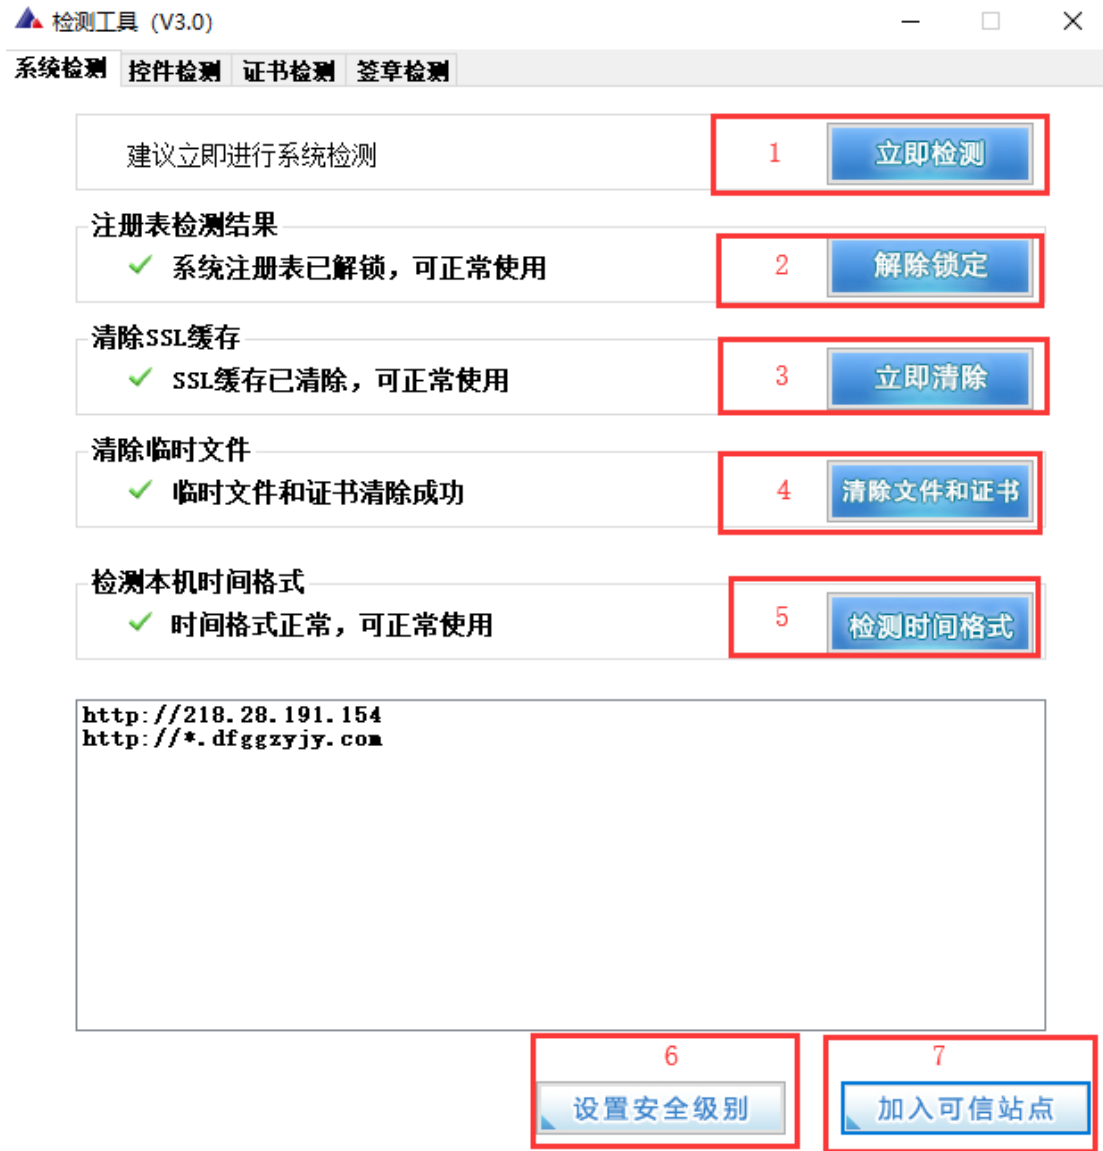 检测工具 (V3.0)
系统检测 控件检测 证书检测 签章检测
建议立即进行系统检测 1 立即检测
注册表检测结果
系统注册表已解锁，可正常使用 2 解除锁定
清除SSL缓存
SSL缓存已清除，可正常使用 3 立即清除
清除临时文件
临时文件和证书清除成功 4 清除文件和证书
检测本机时间格式
时间格式正常，可正常使用 5 检测时间格式
http://218.28.191.154
http://*.dfggzyjy.com
6 7
设置安全级别 加入可信站点